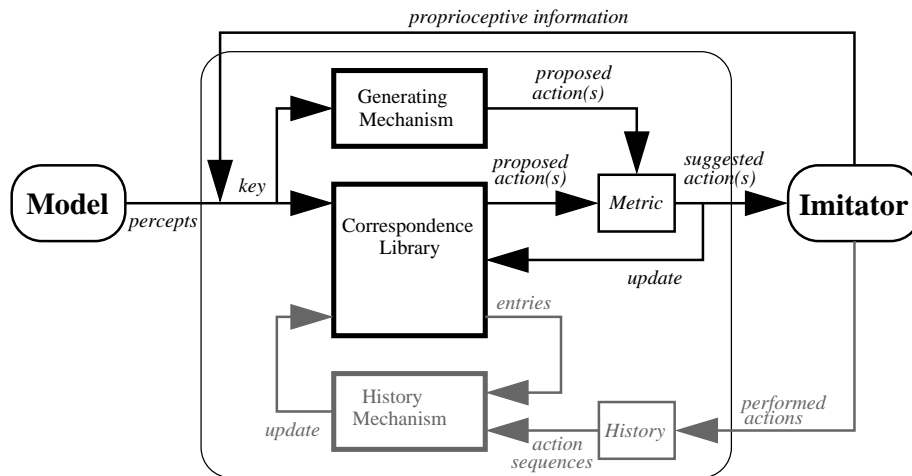 proprioceptive information
Generating
Mechanism
proposed
action(s)
Model
percepts
key
Correspondence
Library
proposed
action(s)
Metric
suggested
action(s)
Imitator
update
entries
History
Mechanism
update
action
sequences
History
performed
actions